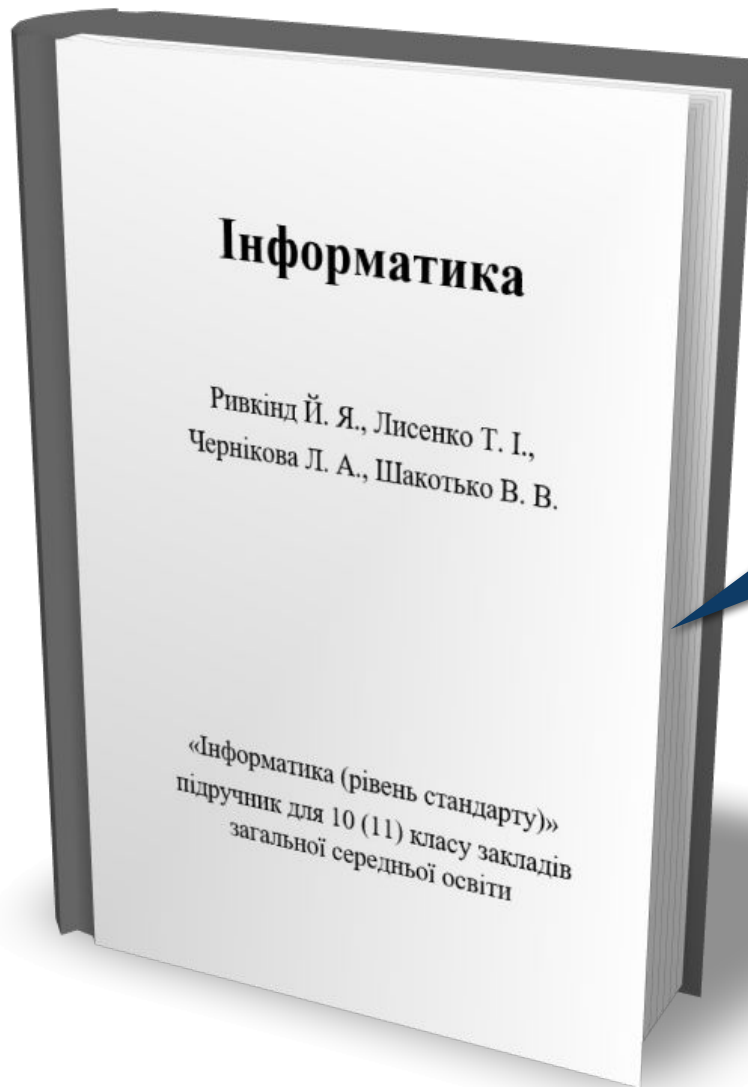 Інформатика
Ривкінд Й. Я., Лисенко Т. І.,
Чернікова Л. А., Шакотько В. В.
«Інформатика (рівень стандарту)»
підручник для 10 (11) класу закладів
загальної середньої освіти